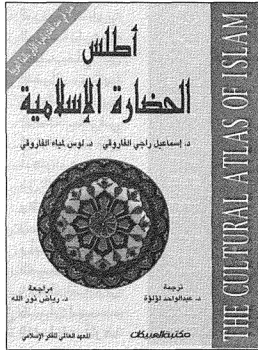 أطلس
الحضارة الإسلامية
د. إسماعيل راجي الفاروقي د. لوس لمياء الفاروقي
ترجمة
د. عبدالواحد لؤلؤة
مراجعة
د. رياض نور الله
مكتبة العبيكان
المعهد العالمي للفكر الإسلامي
THE CULTURAL ATLAS OF ISLAM